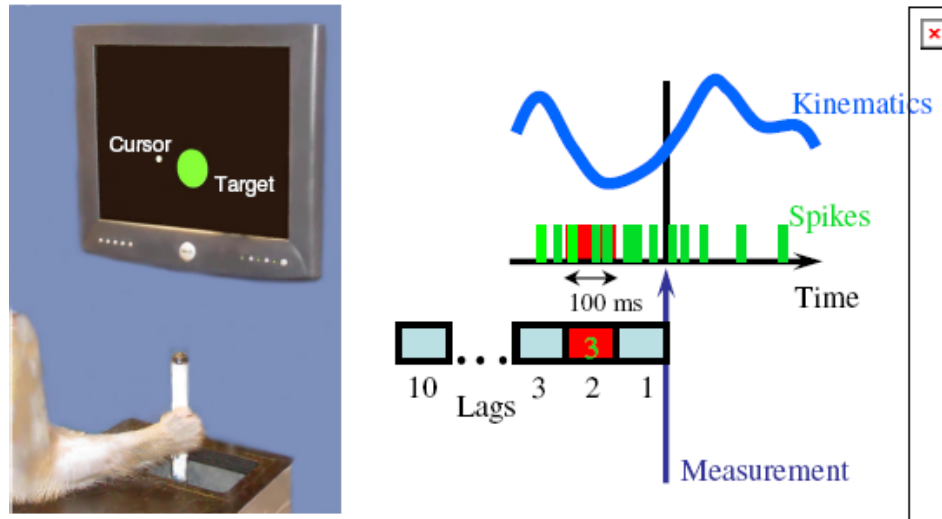 Cursor
Target
Kinematics
Spikes
100 ms
Time
3
10 3 2 1
Lags
Measurement